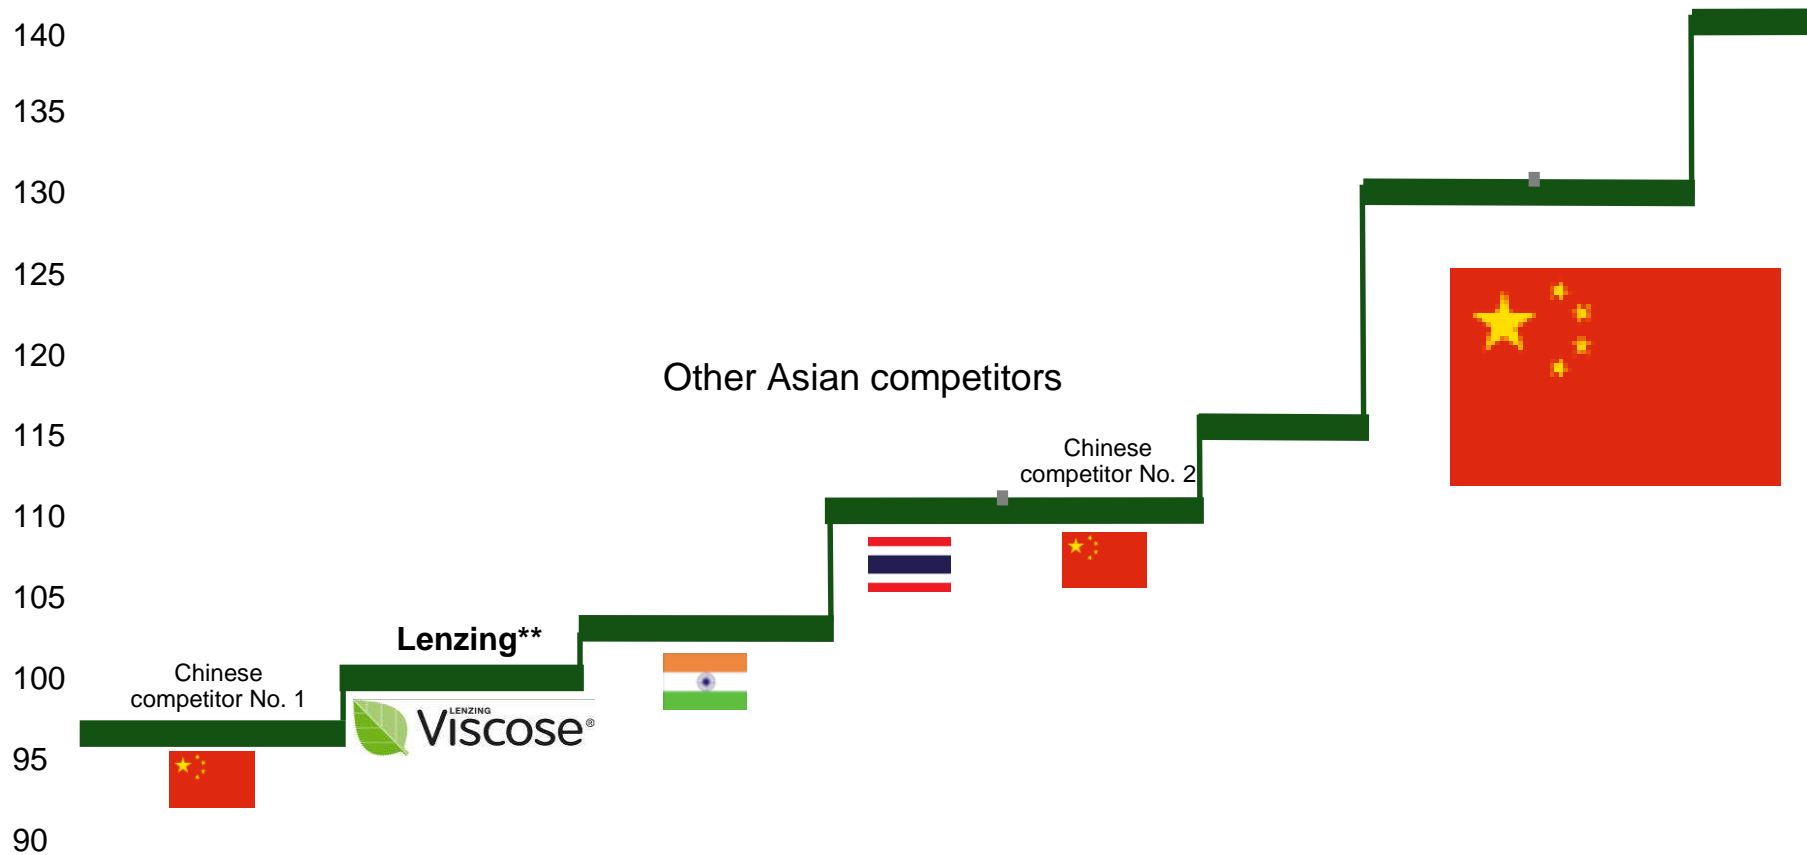 140
135
130
125
120
Other Asian competitors
115
Chinese
competitor No. 2
110
105
Lenzing**
100
Chinese
competitor No. 1
LENZING
Viscose®
95
90